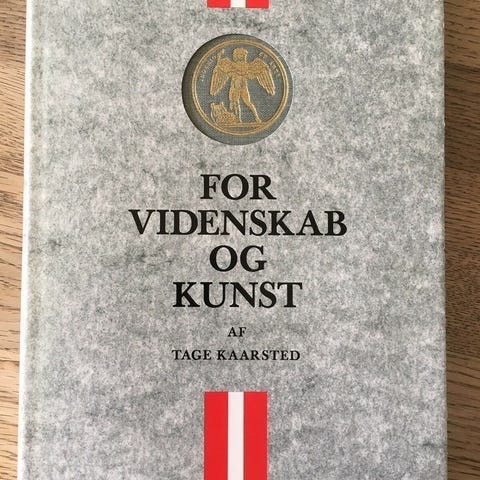 FOR
VIDENSKAB
OG
KUNST
AF
TAGE KAARSTED